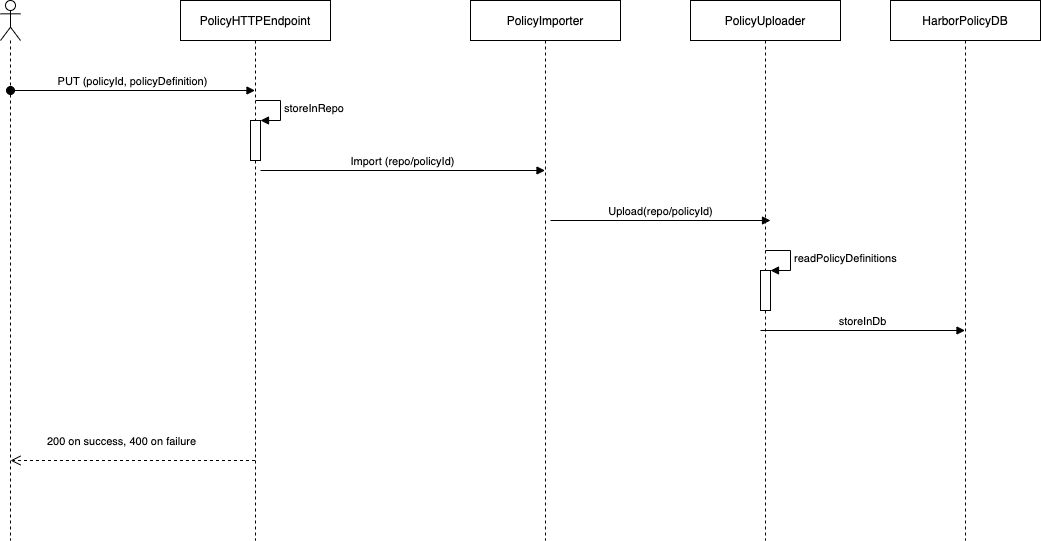 PolicyHTTPEndpoint
PolicyImporter
PolicyUploader
HarborPolicyDB
PUT (policyId, policyDefinition)
storeInRepo
Import (repo/policyId)
Upload(repo/policyId)
readPolicyDefinitions
storeInDb
200 on success, 400 on failure